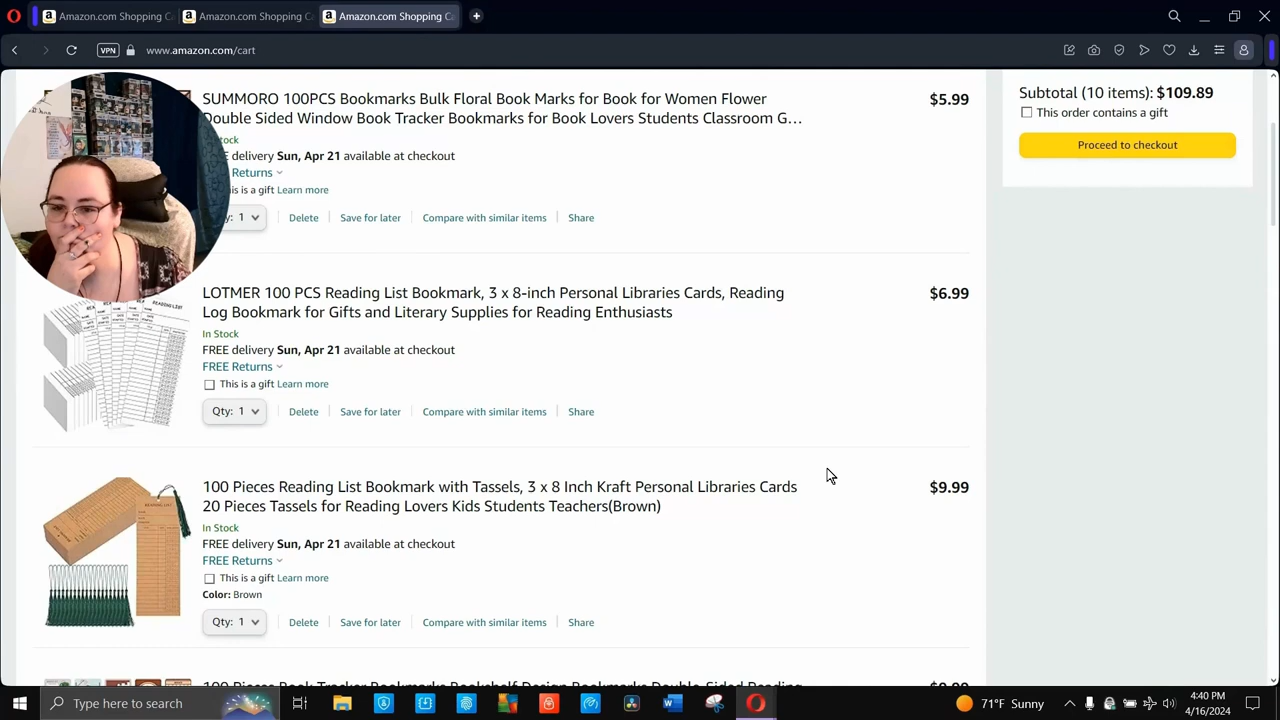 Amazon.com Shopping C
Amazon.com Shopping C
Amazon.com Shopping C
VPN
www.amazon.com/cart
SUMMORO 100PCS Bookmarks Bulk Floral Book Marks for Book for Women Flower
Double Sided Window Book Tracker Bookmarks for Book Lovers Students Classroom G…
$5.99
delivery Sun, Apr 21 available at checkout
Returns
is a gift Learn more
1
Delete
Save for later
Compare with similar items
Share
Subtotal (10 items): $109.89
This order contains a gift
Proceed to checkout
READING LIST
LOTMER 100 PCS Reading List Bookmark, 3 x 8-inch Personal Libraries Cards, Reading
Log Bookmark for Gifts and Literary Supplies for Reading Enthusiasts
$6.99
In Stock
FREE delivery Sun, Apr 21 available at checkout
FREE Returns
This is a gift Learn more
Qty: 1
Delete
Save for later
Compare with similar items
Share
READING LIST
100 Pieces Reading List Bookmark with Tassels, 3 x 8 Inch Kraft Personal Libraries Cards
20 Pieces Tassels for Reading Lovers Kids Students Teachers(Brown)
$9.99
In Stock
FREE delivery Sun, Apr 21 available at checkout
FREE Returns
This is a gift Learn more
Color: Brown
Qty: 1
Delete
Save for later
Compare with similar items
Share
100 Pieces Book Tracker Bookmarks Bookshelf Design Bookmarks Double-Sided Reading
Type here to search
71°F Sunny
4:40 PM
4/16/2024